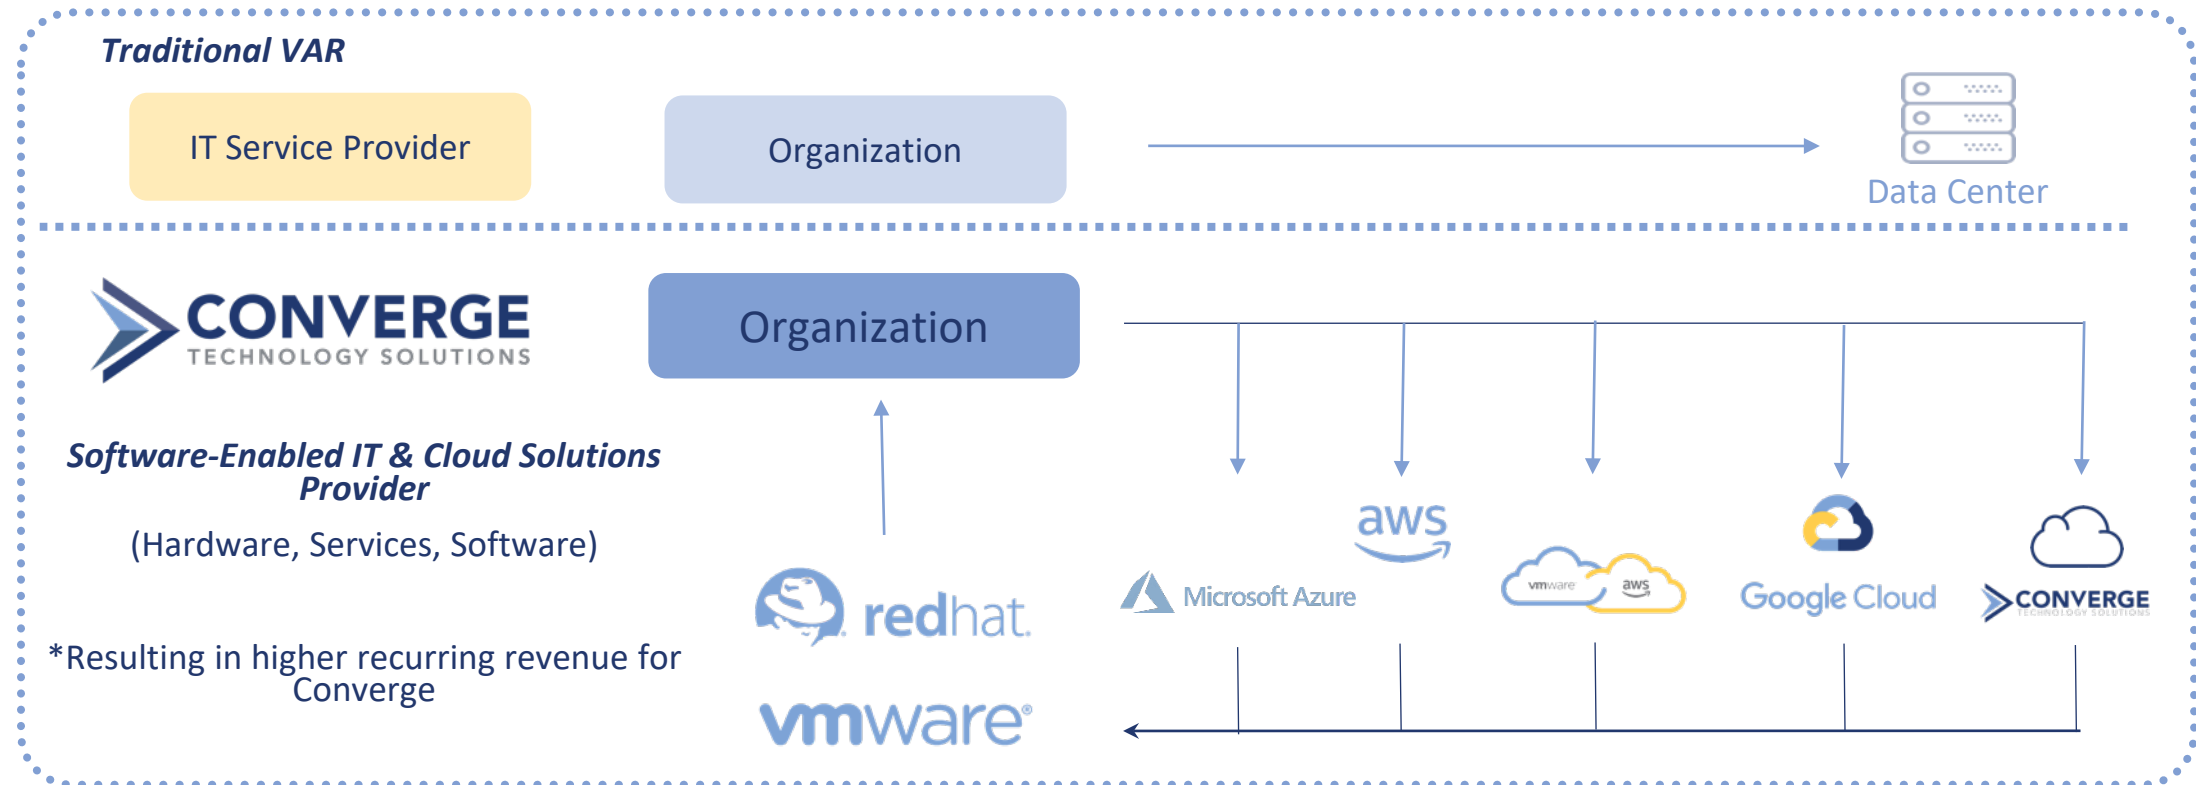 Traditional VAR
IT Service Provider
Organization
Data Center
CONVERGE
TECHNOLOGY SOLUTIONS
Organization
Software-Enabled IT & Cloud Solutions
Provider
(Hardware, Services, Software)
*Resulting in higher recurring revenue for
Converge
redhat.
vmware®
Microsoft Azure
aws
vmware
aws
Google Cloud
CONVERGE
TECHNOLOGY SOLUTIONS